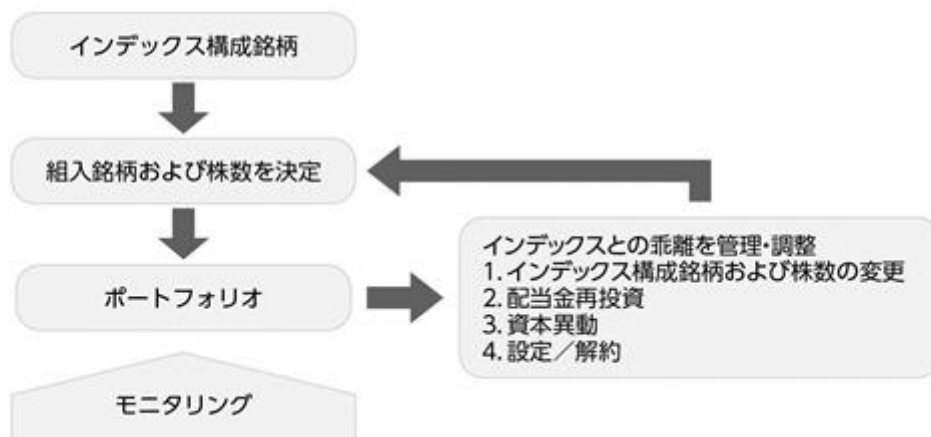 インデックス構成銘柄
組入銘柄および株数を決定
ポートフォリオ
モニタリング
インデックスとの乖離を管理・調整
1. インデックス構成銘柄および株数の変更
2. 配当金再投資
3. 資本異動
4. 設定／解約